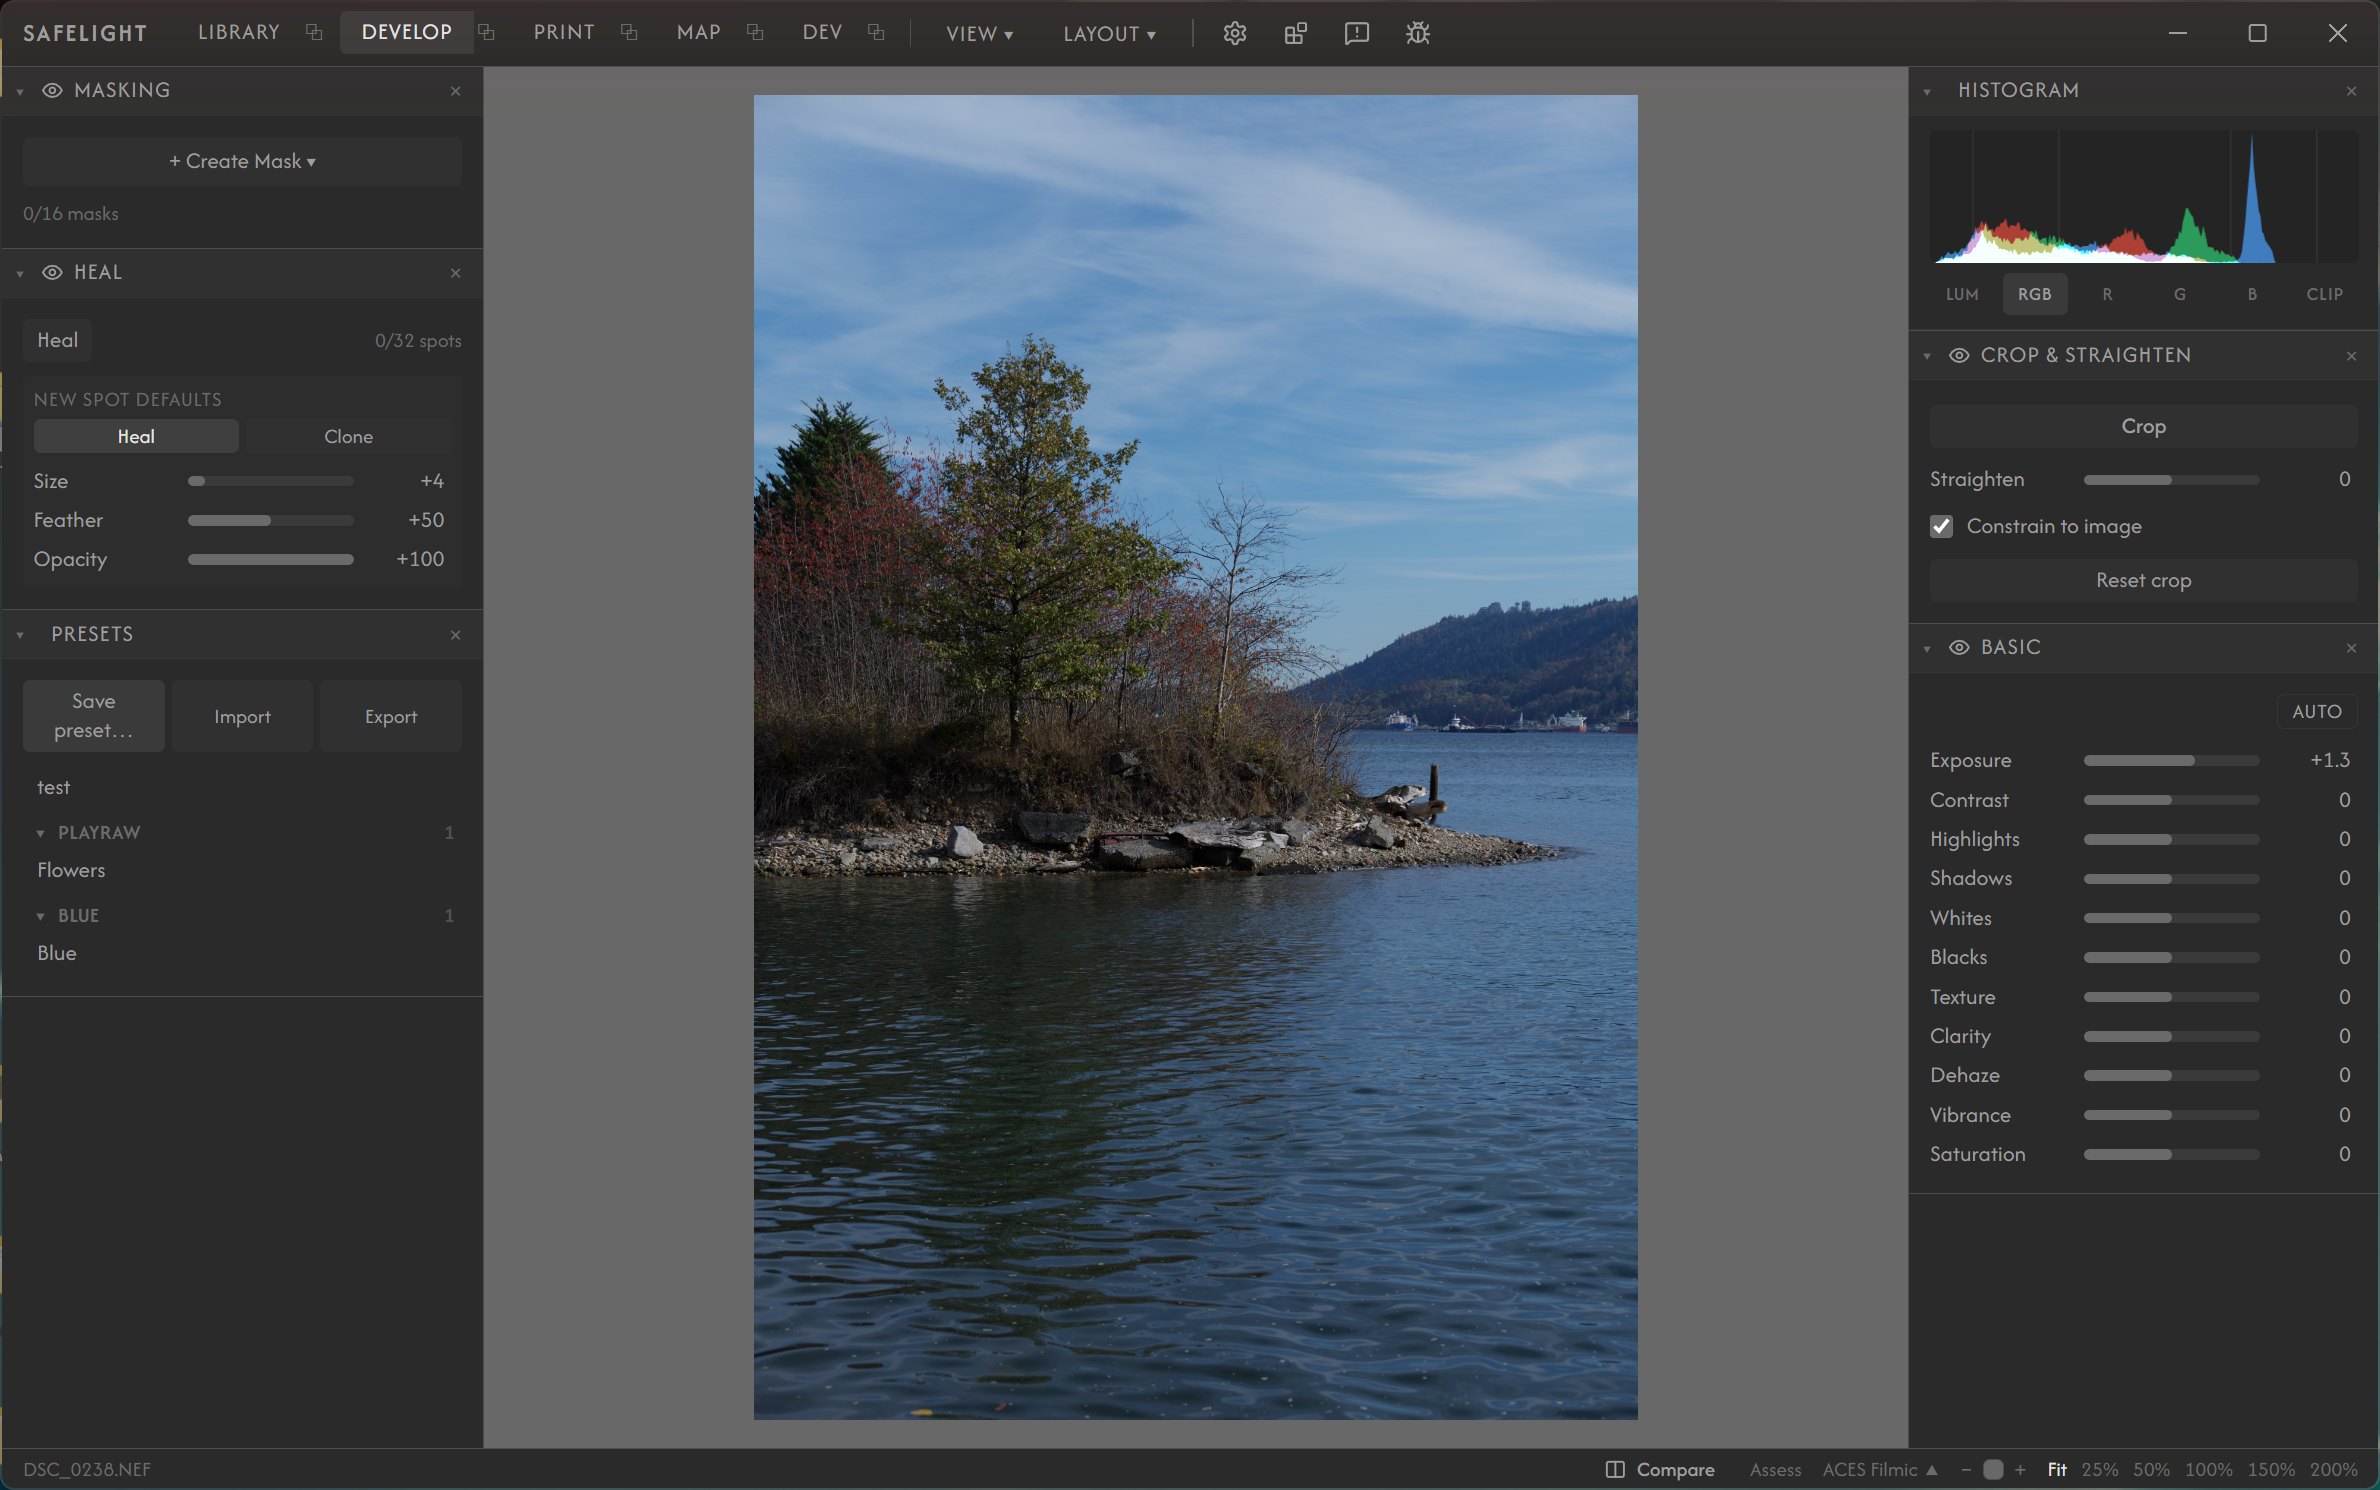 SAFELIGHT LIBRARY DEVELOP PRINT MAP DEV VIEW ▾ LAYOUT ▾
MASKING
+ Create Mask ▾
0/16 masks
HEAL
Heal 0/32 spots
NEW SPOT DEFAULTS
Heal Clone
Size +4
Feather +50
Opacity +100
PRESETS
Save preset... Import Export
test
PLAYRAW 1
Flowers
BLUE 1
Blue
HISTOGRAM
LUM RGB R G B CLIP
CROP & STRAIGHTEN
Crop
Straighten 0
Constrain to image
Reset crop
BASIC
AUTO
Exposure +1.3
Contrast 0
Highlights 0
Shadows 0
Whites 0
Blacks 0
Texture 0
Clarity 0
Dehaze 0
Vibrance 0
Saturation 0
DSC_0238.NEF Compare Assess ACES Filmic ▲ − + Fit 25% 50% 100% 150% 200%